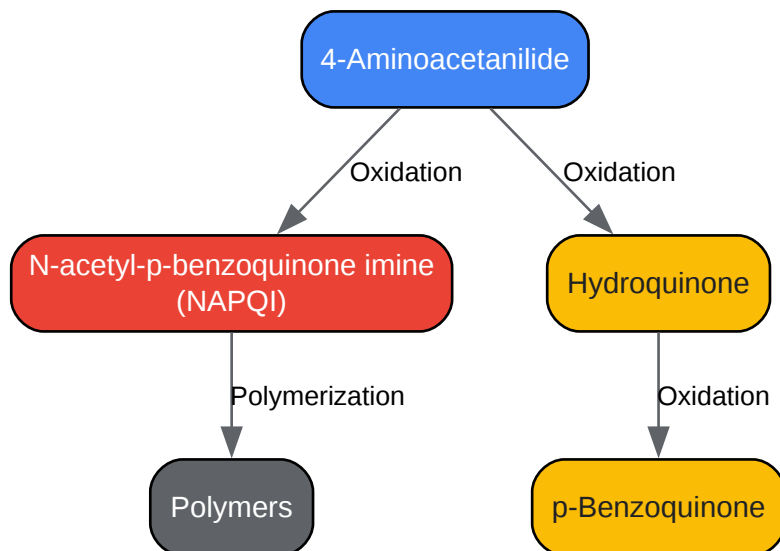 4-Aminoacetanilide
Oxidation
Oxidation
N-acetyl-p-benzoquinone imine
(NAPQI)
Hydroquinone
Polymerization
Oxidation
Polymers
p-Benzoquinone